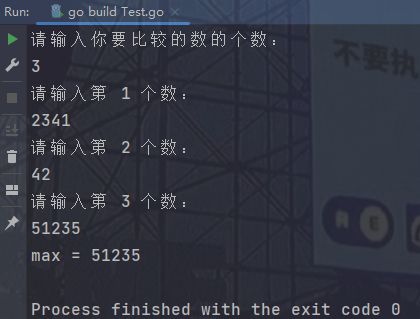 Run: go build Test.go ×
请输入你要比较的数的个数：
3
请输入第 1 个数：
2341
请输入第 2 个数：
42
请输入第 3 个数：
51235
max = 51235
Process finished with the exit code 0
不要执
E